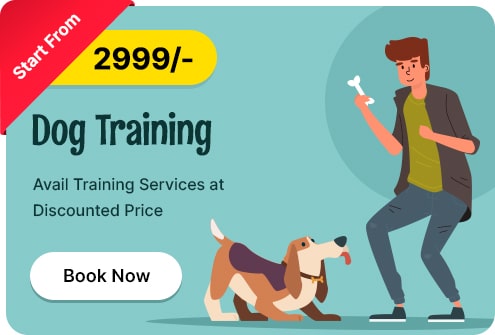 Start From
2999/-
Dog Training
Avail Training Services at
Discounted Price
Book Now